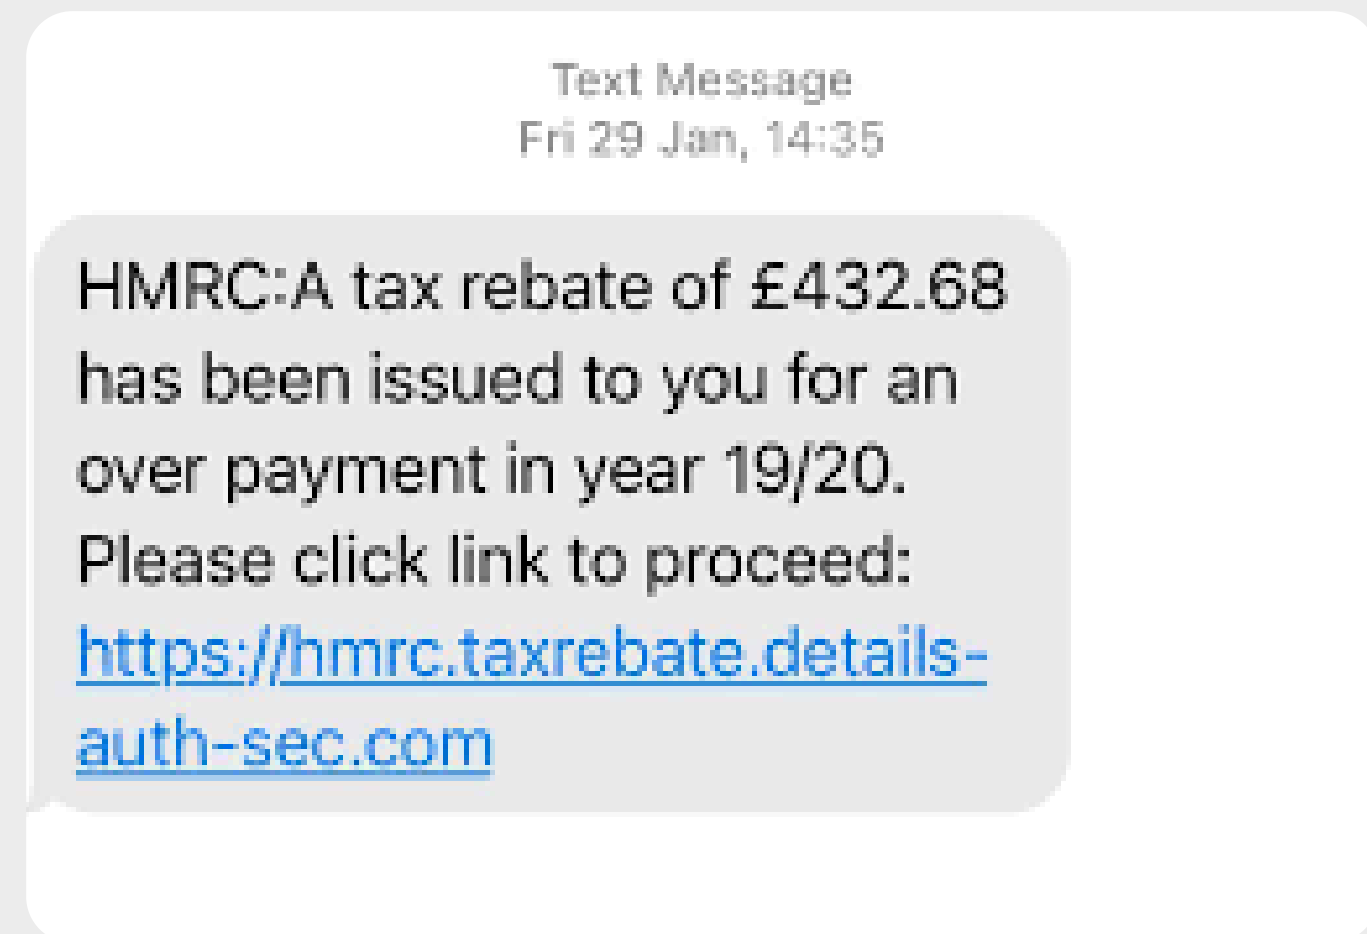 Text Message
Fri 29 Jan, 14:35
HMRC:A tax rebate of £432.68
has been issued to you for an
over payment in year 19/20.
Please click link to proceed:
https://hmrc.taxrebate.details-
auth-sec.com